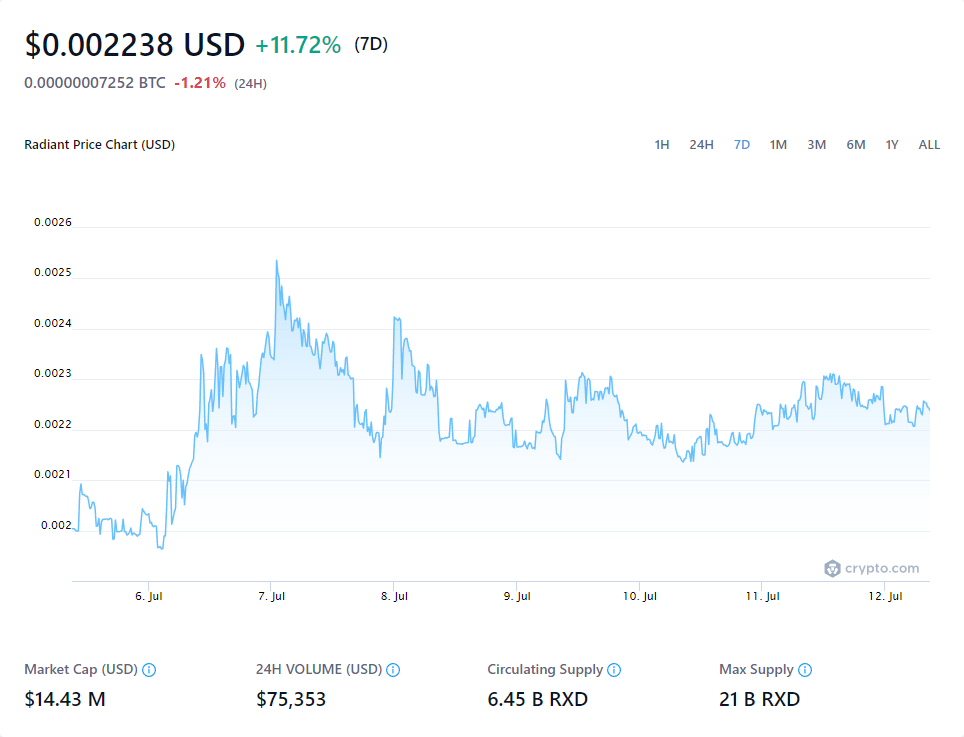 $0.002238 USD +11.72% (7D)
0.00000007252 BTC -1.21% (24H)
Radiant Price Chart (USD) 1H 24H 7D 1M 3M 6M 1Y ALL
0.0026
0.0025
0.0024
0.0023
0.0022
0.0021
0.002
crypto.com
6. Jul 7. Jul 8. Jul 9. Jul 10. Jul 11. Jul 12. Jul
Market Cap (USD) 24H VOLUME (USD) Circulating Supply Max Supply
$14.43 M $75,353 6.45 B RXD 21 B RXD